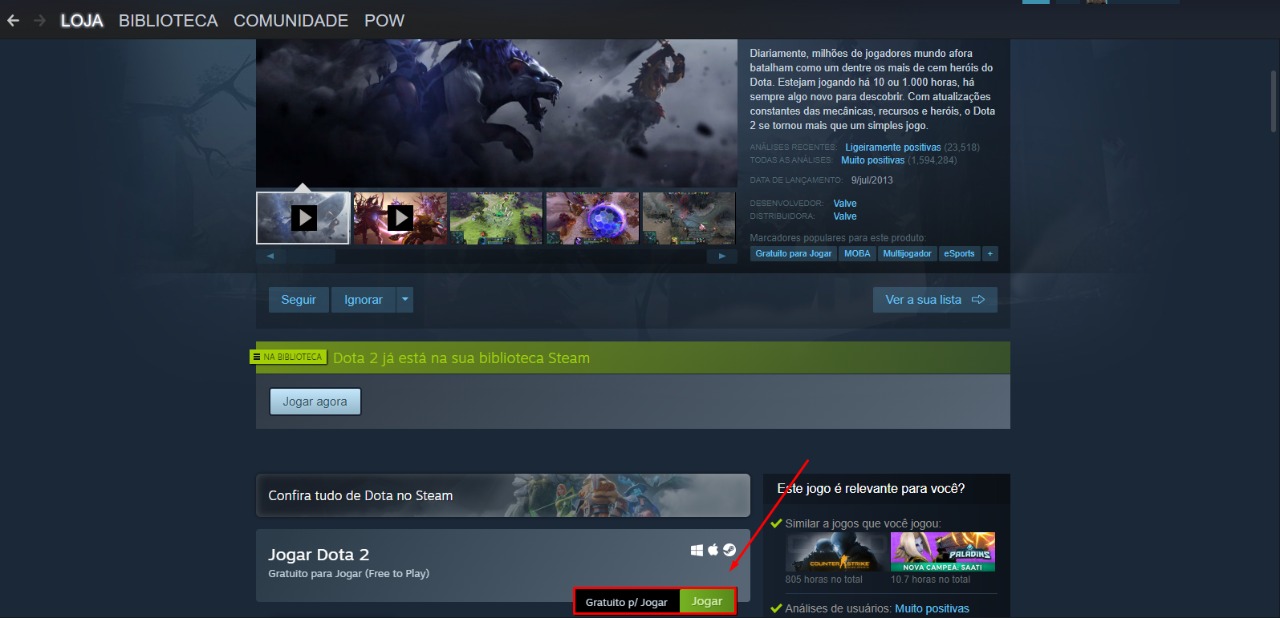 LOJA BIBLIOTECA COMUNIDADE POW
Diariamente, milhões de jogadores mundo afora
batalham como um dentre os mais de cem heróis do
Dota. Estejam jogando há 10 ou 1.000 horas, há
sempre algo novo para descobrir. Com atualizações
constantes das mecânicas, recursos e heróis, o Dota
2 se tornou mais que um simples jogo.
ANÁLISES RECENTES: Ligeiramente positivas (23,518)
TODAS AS ANÁLISES: Muito positivas (1,594,284)
DATA DE LANÇAMENTO: 9/jul/2013
DESENVOLVEDOR: Valve
DISTRIBUIDORA: Valve
Marcadores populares para este produto:
Gratuito para Jogar MOBA Multijogador eSports +
Seguir Ignorar Ver a sua lista
NA BIBLIOTECA Dota 2 já está na sua biblioteca Steam
Jogar agora
Confira tudo de Dota no Steam
Jogar Dota 2
Gratuito para Jogar (Free to Play)
Gratuito p/ Jogar Jogar
Este jogo é relevante para você?
Similar a jogos que você jogou:
COUNTER STRIKE PALADINS
NOVA CAMPEÃ, SAATI
805 horas no total 10.7 horas no total
Análises de usuários: Muito positivas